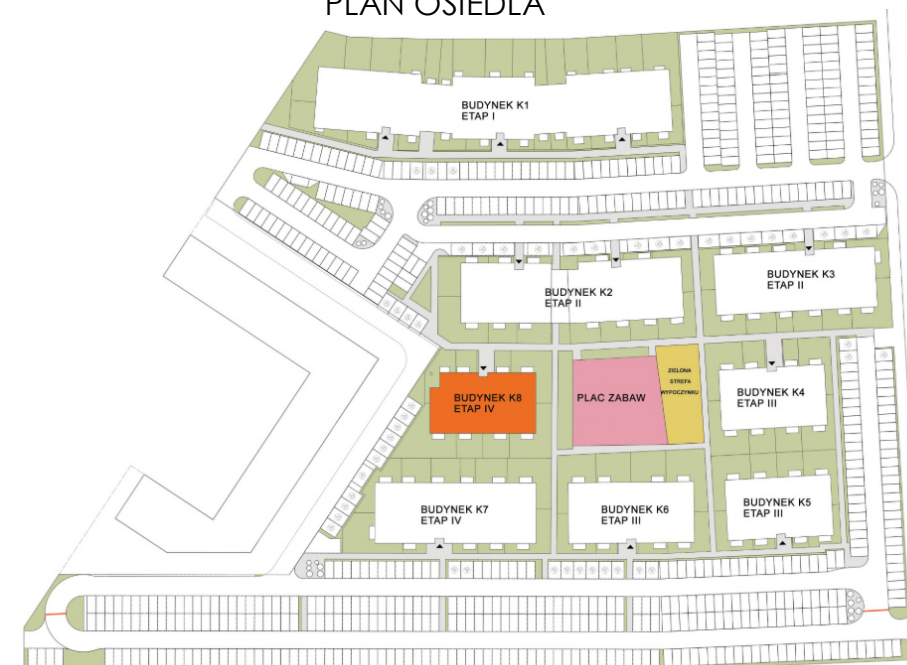 PLAN OSIEDLA
BUDYNEK K1
ETAP I
BUDYNEK K2
ETAP II
BUDYNEK K3
ETAP II
BUDYNEK K8
ETAP IV
PLAC ZABAW
ZIELONA
STREFA
WYPOCZYNKU
BUDYNEK K4
ETAP III
BUDYNEK K7
ETAP IV
BUDYNEK K6
ETAP III
BUDYNEK K5
ETAP III